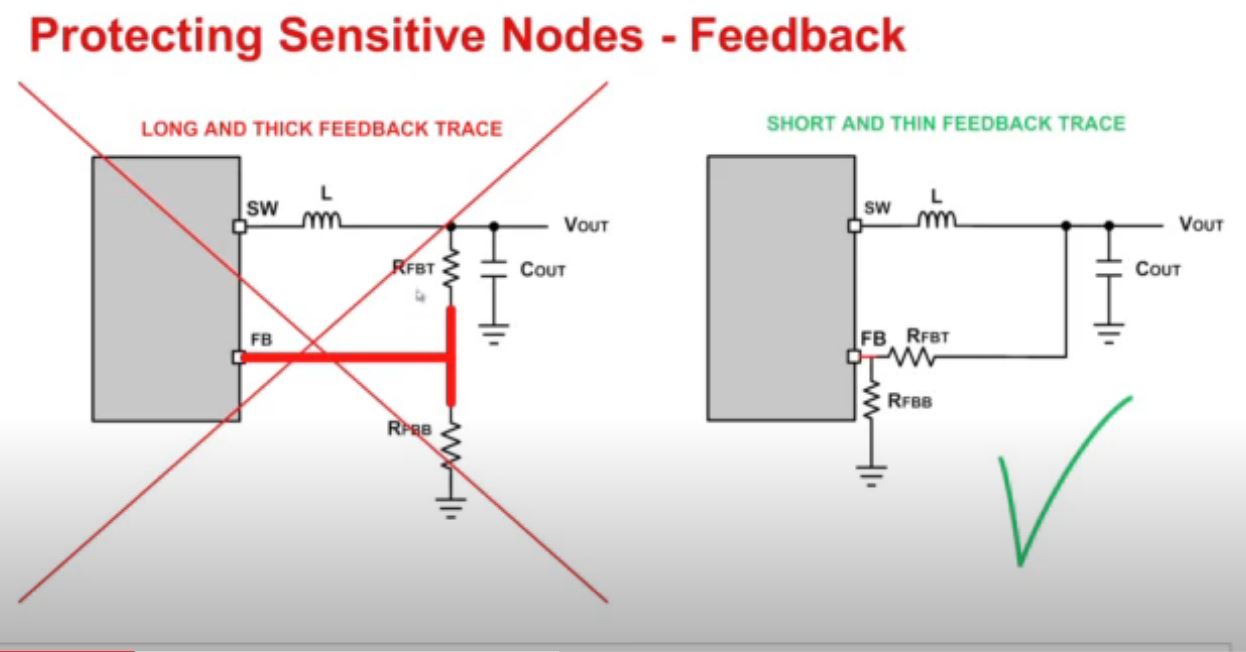 Protecting Sensitive Nodes - Feedback
LONG AND THICK FEEDBACK TRACE
SW
L
VOUT
RFBT
COUT
FB
RFBB
SHORT AND THIN FEEDBACK TRACE
SW
L
VOUT
COUT
FB
RFBT
RFBB